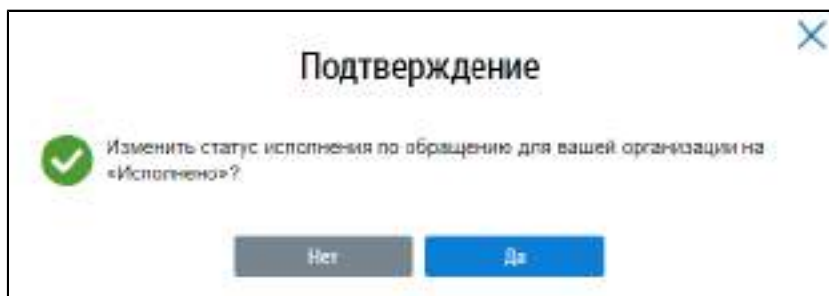 Подтверждение
Изменить статус исполнения по обращению для вашей организации на
«Исполнено»?
Нет
Да